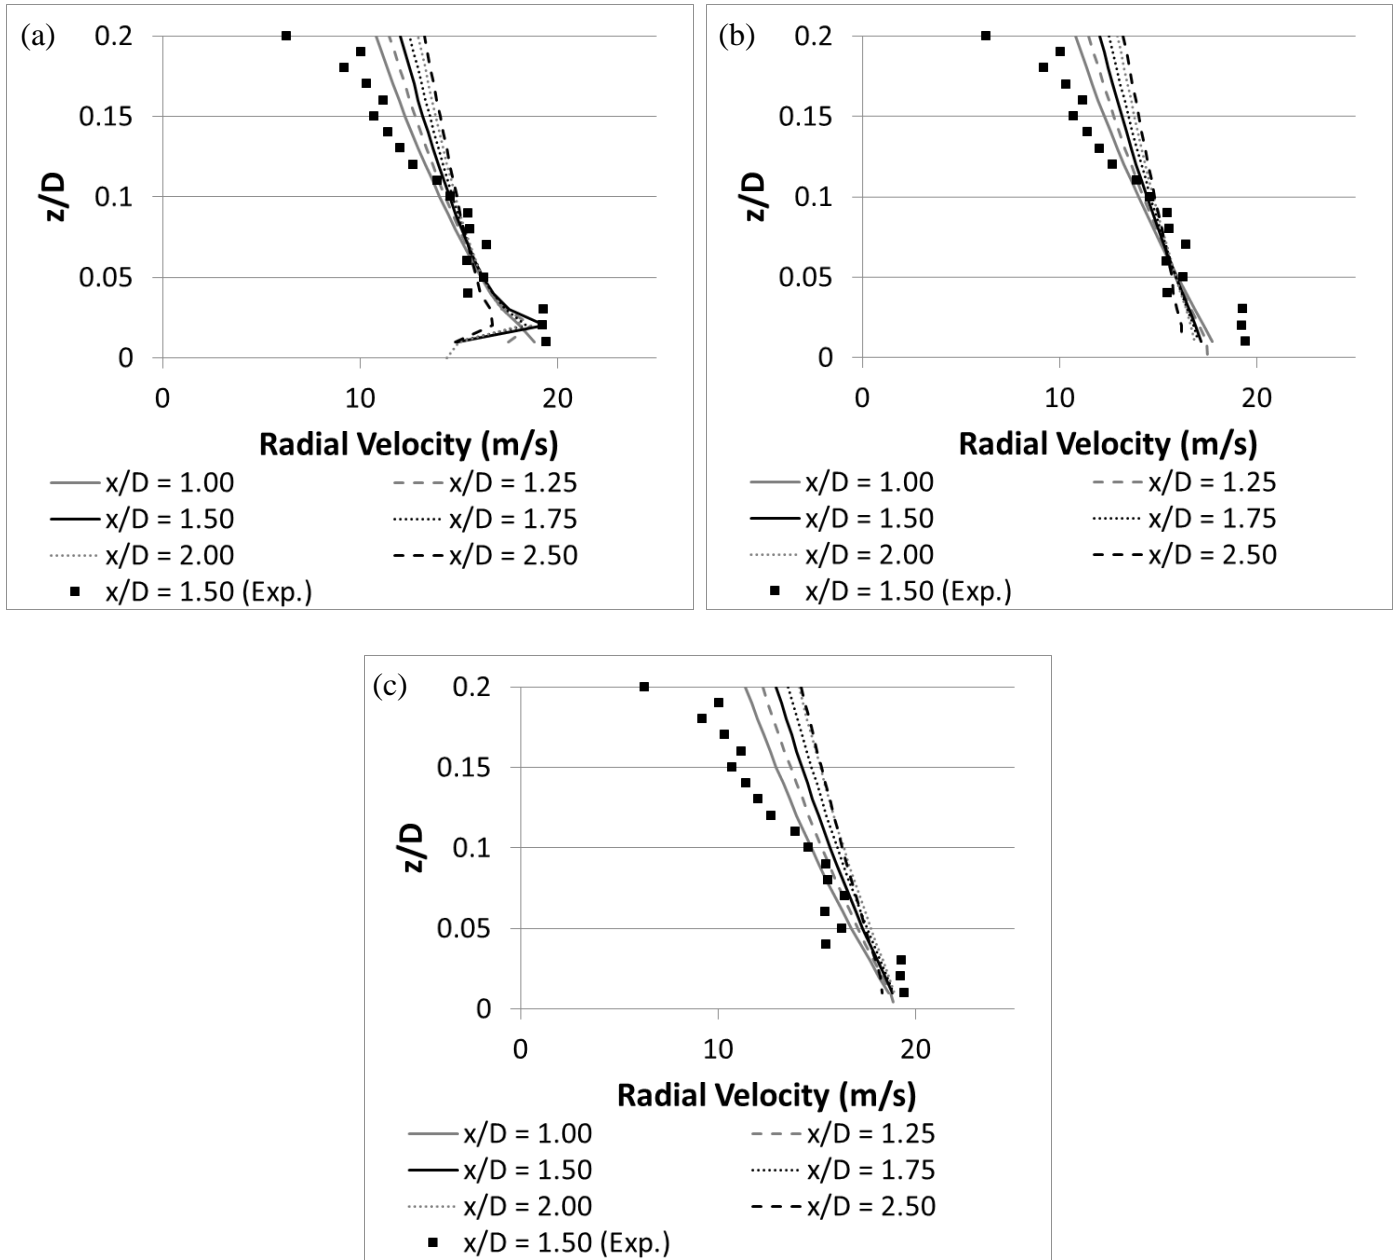 (a)
0.2
0.15
0.1
0.05
0
z/D
0 10 20
Radial Velocity (m/s)
x/D = 1.00 x/D = 1.25
x/D = 1.50 x/D = 1.75
x/D = 2.00 x/D = 2.50
x/D = 1.50 (Exp.)
(b)
0.2
0.15
0.1
0.05
0
z/D
0 10 20
Radial Velocity (m/s)
x/D = 1.00 x/D = 1.25
x/D = 1.50 x/D = 1.75
x/D = 2.00 x/D = 2.50
x/D = 1.50 (Exp.)
(c)
0.2
0.15
0.1
0.05
0
z/D
0 10 20
Radial Velocity (m/s)
x/D = 1.00 x/D = 1.25
x/D = 1.50 x/D = 1.75
x/D = 2.00 x/D = 2.50
x/D = 1.50 (Exp.)